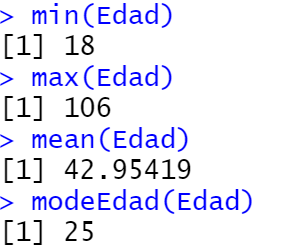 > min(Edad)
[1] 18
> max(Edad)
[1] 106
> mean(Edad)
[1] 42.95419
> modeEdad(Edad)
[1] 25